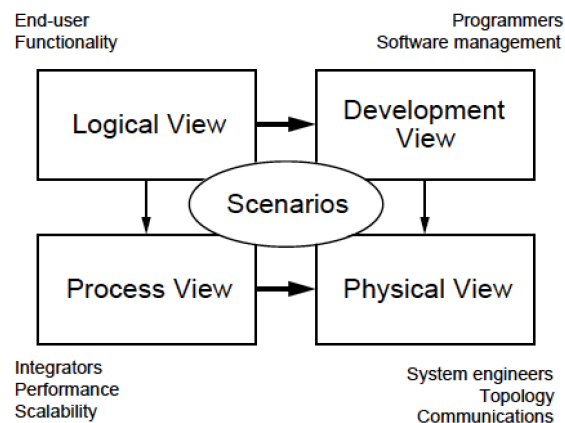 End-user
Functionality
Programmers
Software management
Logical View
Development
View
Scenarios
Process View
Physical View
Integrators
Performance
Scalability
System engineers
Topology
Communications